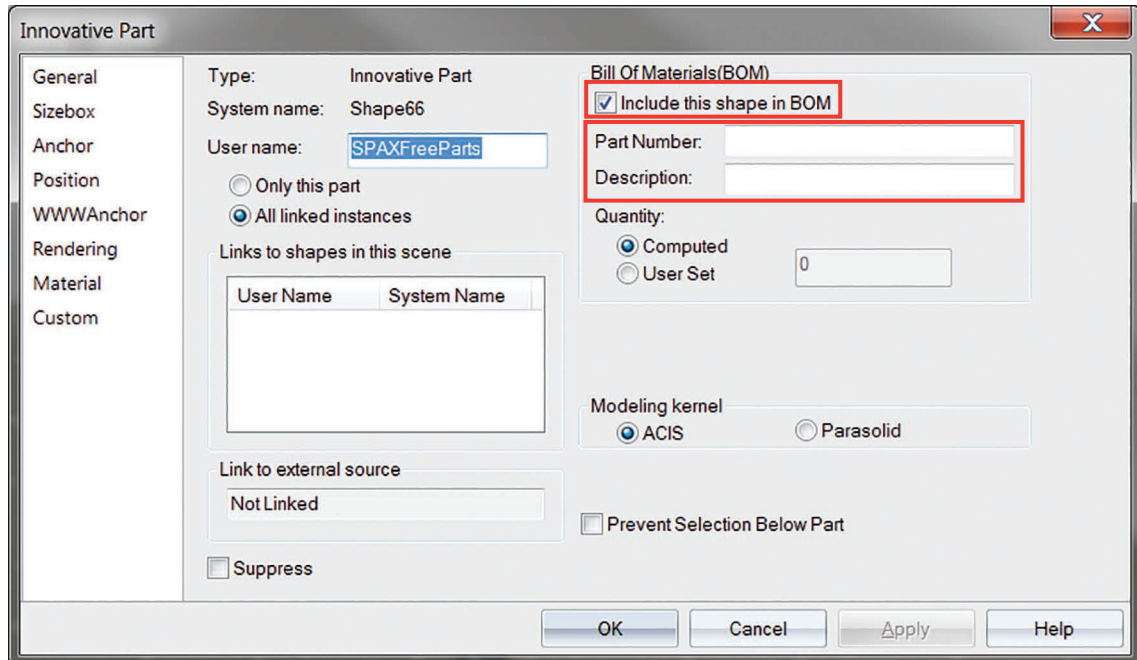 Innovative Part
General
Sizebox
Anchor
Position
WWWAnchor
Rendering
Material
Custom
Type: Innovative Part
System name: Shape66
User name: SPAXFreeParts
Only this part
All linked instances
Links to shapes in this scene
User Name System Name
Link to external source
Not Linked
Suppress
Bill Of Materials(BOM)
Include this shape in BOM
Part Number:
Description:
Quantity:
Computed
User Set 0
Modeling kernel
ACIS Parasolid
Prevent Selection Below Part
OK Cancel Apply Help